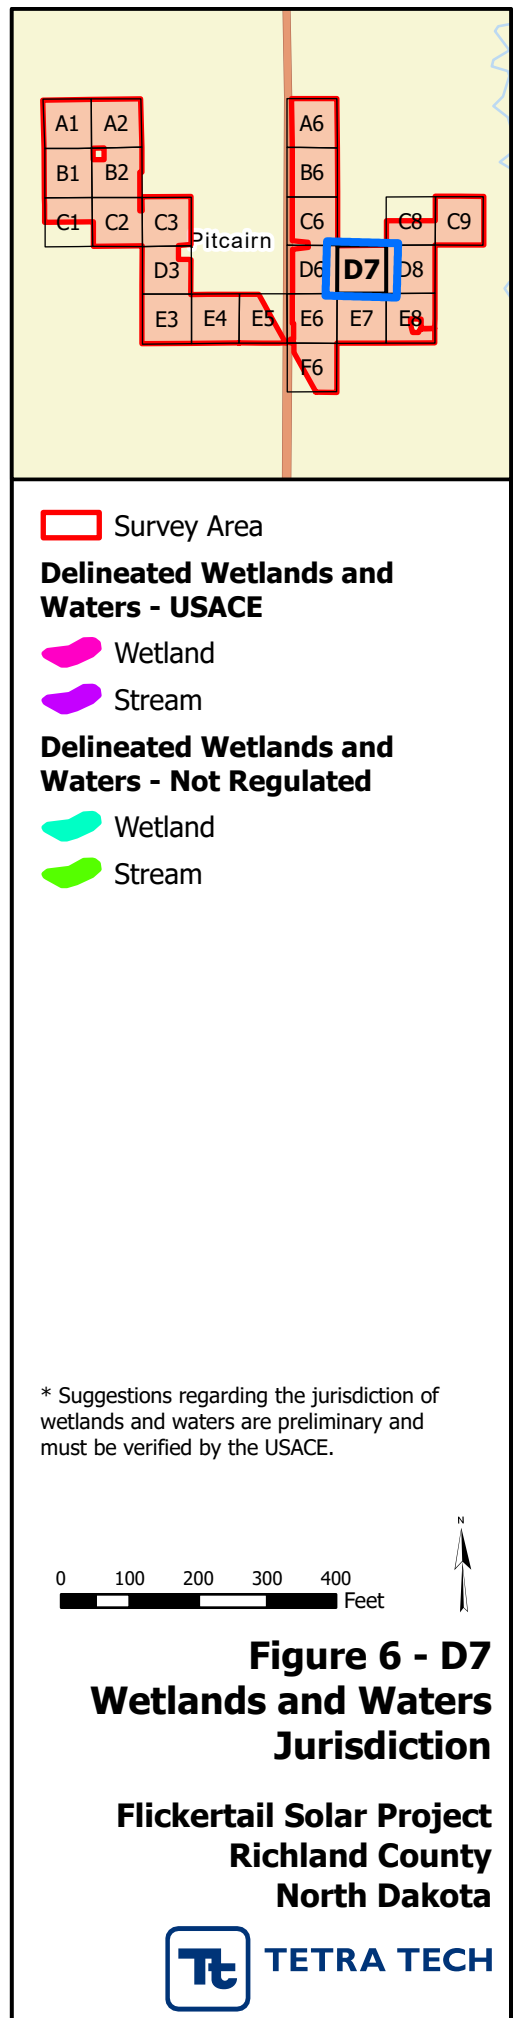 A1 A2 A6
B1 B2 B6
C1 C2 C3 C6 C8 C9
Pitcairn
D3 D6 D7 D8
E3 E4 E5 E6 E7 E8
F6
Survey Area
Delineated Wetlands and
Waters - USACE
Wetland
Stream
Delineated Wetlands and
Waters - Not Regulated
Wetland
Stream
* Suggestions regarding the jurisdiction of
wetlands and waters are preliminary and
must be verified by the USACE.
N
0 100 200 300 400
Feet
Figure 6 - D7
Wetlands and Waters
Jurisdiction
Flickertail Solar Project
Richland County
North Dakota
Tt TETRA TECH